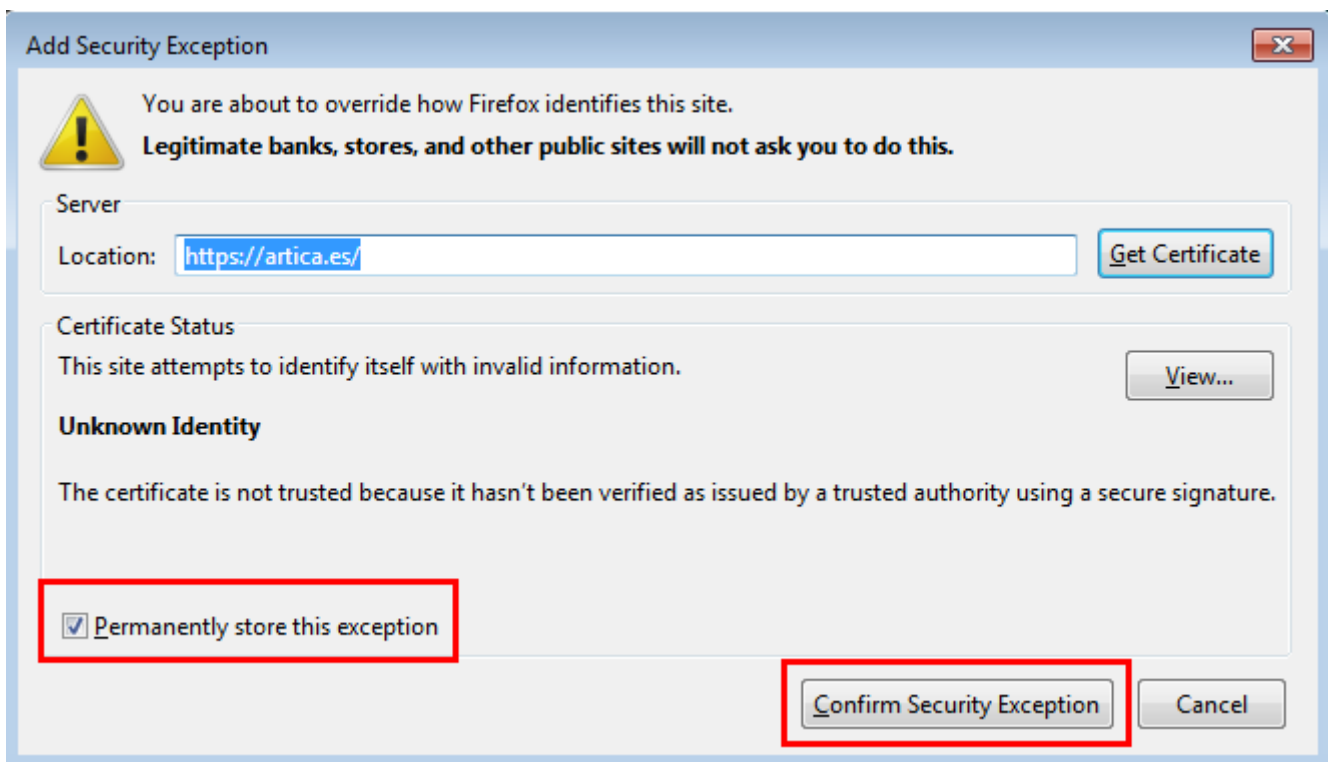 Add Security Exception
You are about to override how Firefox identifies this site.
Legitimate banks, stores, and other public sites will not ask you to do this.
Server
Location: https://artica.es/ Get Certificate
Certificate Status
This site attempts to identify itself with invalid information.
View...
Unknown Identity
The certificate is not trusted because it hasn't been verified as issued by a trusted authority using a secure signature.
Permanently store this exception
Confirm Security Exception Cancel